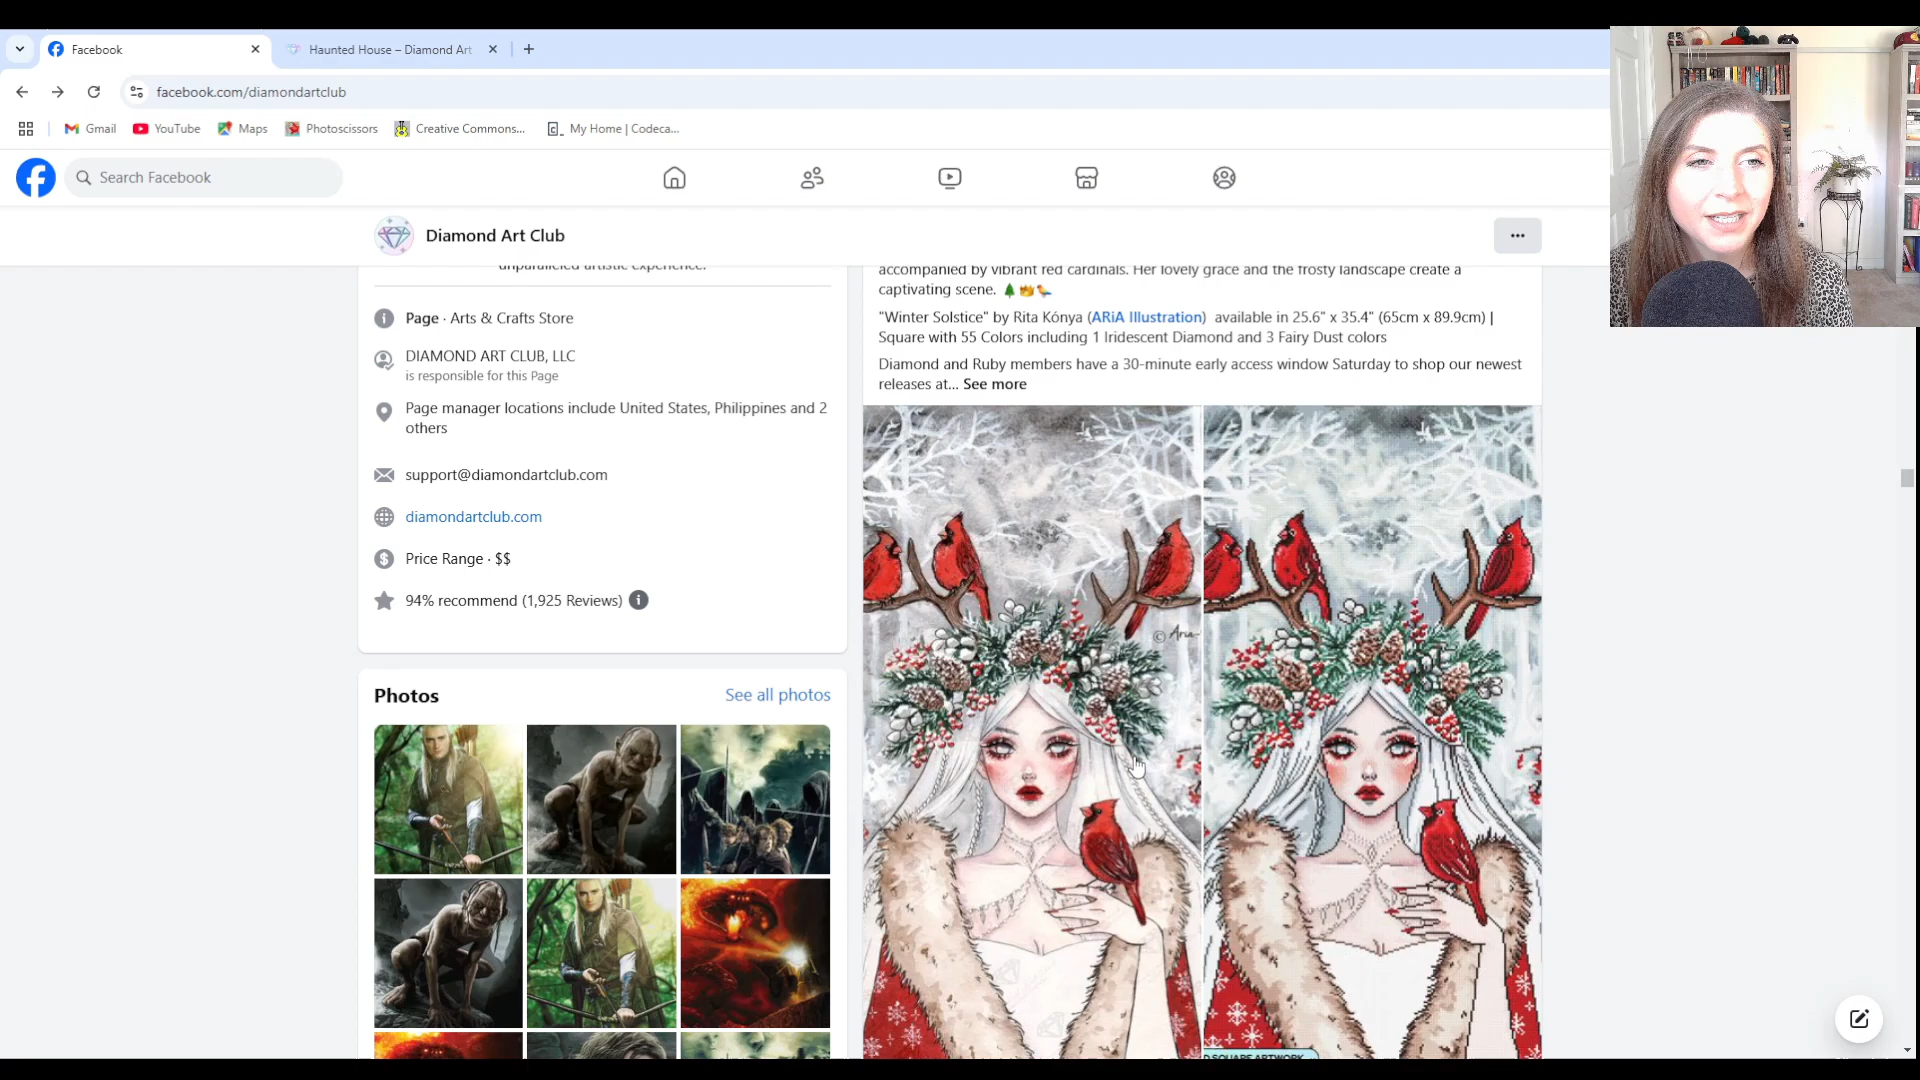 Facebook
Haunted House – Diamond Art
facebook.com/diamondartclub
Gmail
YouTube
Maps
Photoscissors
Creative Commons...
My Home | Codeca...
Search Facebook
Diamond Art Club
unparalleled artistic experience.
Page · Arts & Crafts Store
DIAMOND ART CLUB, LLC
is responsible for this Page
Page manager locations include United States, Philippines and 2
others
support@diamondartclub.com
diamondartclub.com
Price Range · $$
94% recommend (1,925 Reviews)
Photos
See all photos
accompanied by vibrant red cardinals. Her lovely grace and the frosty landscape create a
captivating scene. 🌲👑🐦
"Winter Solstice" by Rita Kónya (ARiA Illustration) available in 25.6" x 35.4" (65cm x 89.9cm) |
Square with 55 Colors including 1 Iridescent Diamond and 3 Fairy Dust colors
Diamond and Ruby members have a 30-minute early access window Saturday to shop our newest
releases at... See more
© Aria
D SQUARE ARTWORK